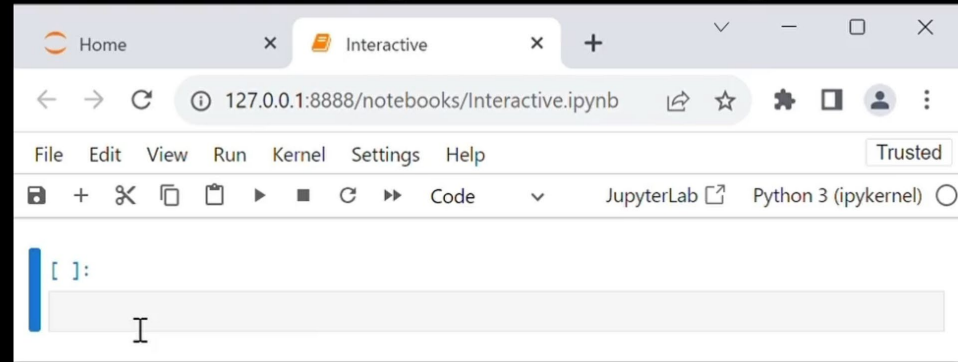 Home Interactive
127.0.0.1:8888/notebooks/Interactive.ipynb
File Edit View Run Kernel Settings Help Trusted
Code JupyterLab Python 3 (ipykernel)
[ ]: